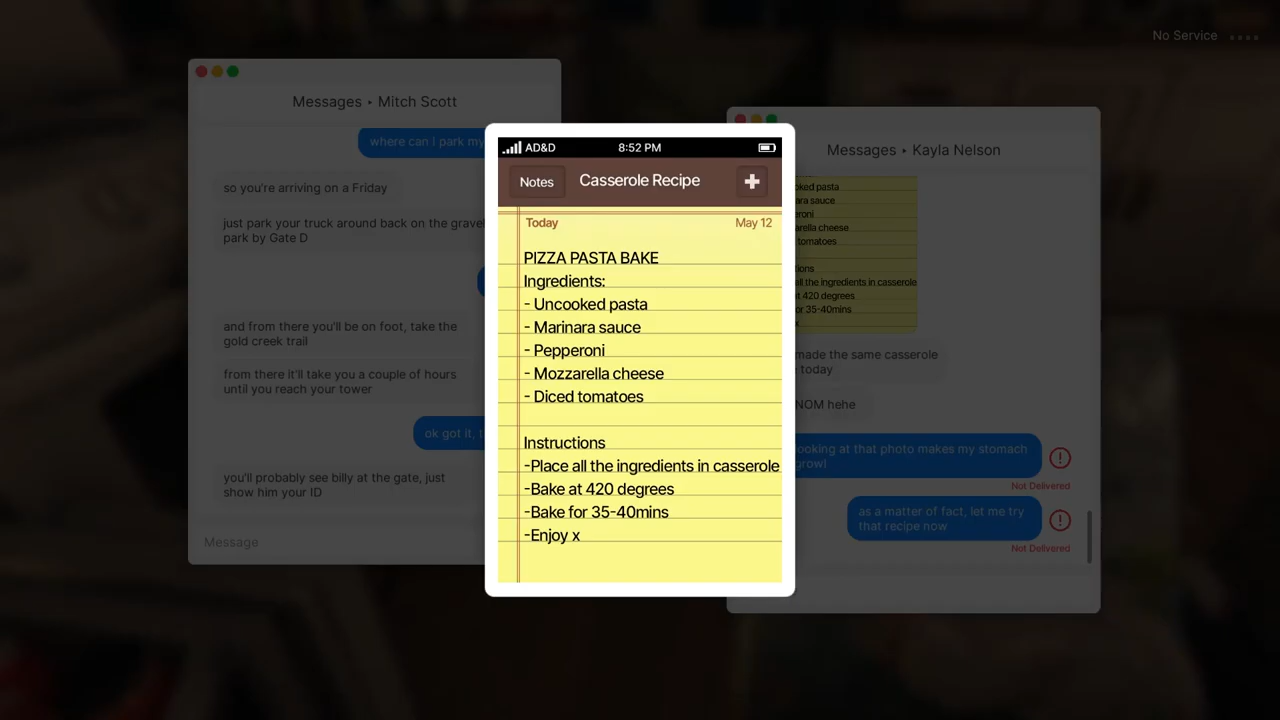 No Service
Messages • Mitch Scott
where can I park my
so you're arriving on a Friday
just park your truck around back on the gravel
park by Gate D
and from there you'll be on foot, take the
gold creek trail
from there it'll take you a couple of hours
until you reach your tower
ok got it,
you'll probably see billy at the gate, just
show him your ID
Message
AD&D
8:52 PM
Notes
Casserole Recipe
Today
May 12
PIZZA PASTA BAKE
Ingredients:
- Uncooked pasta
- Marinara sauce
- Pepperoni
- Mozzarella cheese
- Diced tomatoes
Instructions
-Place all the ingredients in casserole
-Bake at 420 degrees
-Bake for 35-40mins
-Enjoy x
Messages • Kayla Nelson
pasta
sauce
cheese
tomatoes
all the ingredients in casserole
420 degrees
35-40mins
made the same casserole
today
NOM hehe
looking at that photo makes my stomach
growl
Not Delivered
as a matter of fact, let me try
that recipe now
Not Delivered